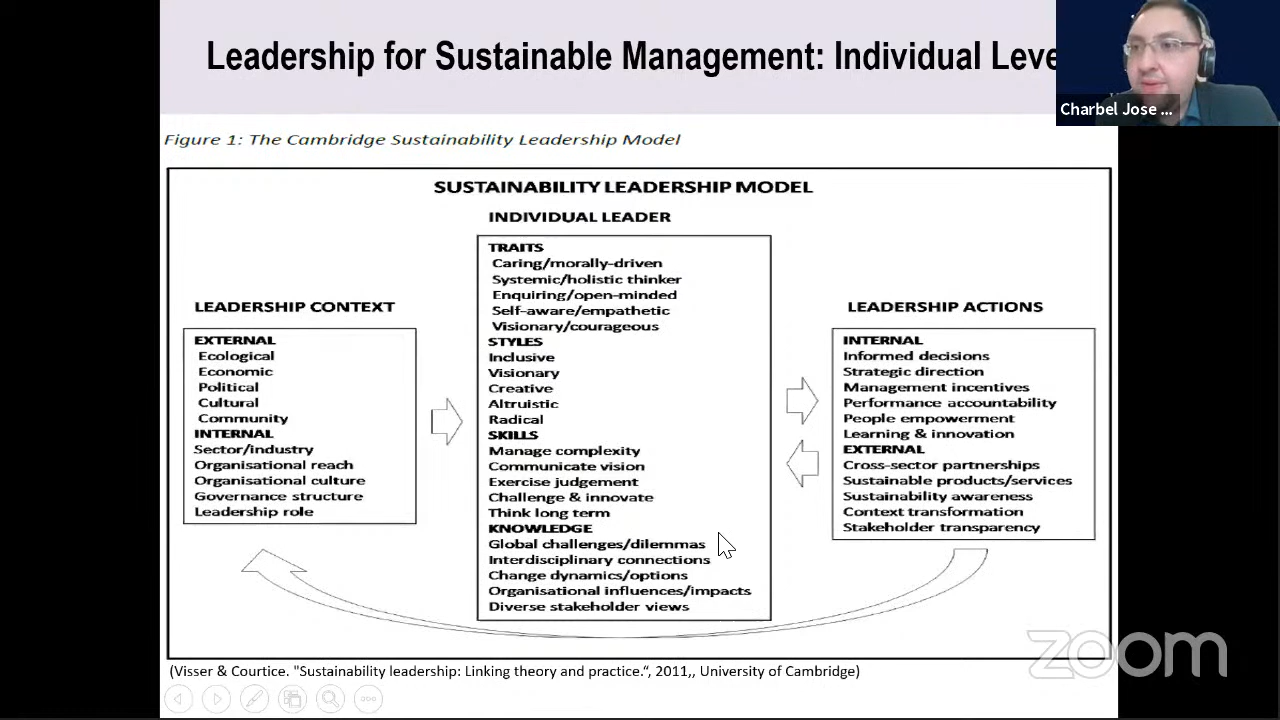 Leadership for Sustainable Management: Individual Leve
Charbel Jose ...
Figure 1: The Cambridge Sustainability Leadership Model
SUSTAINABILITY LEADERSHIP MODEL
LEADERSHIP CONTEXT
EXTERNAL
Ecological
Economic
Political
Cultural
Community
INTERNAL
Sector/industry
Organisational reach
Organisational culture
Governance structure
Leadership role
INDIVIDUAL LEADER
TRAITS
Caring/morally-driven
Systemic/holistic thinker
Enquiring/open-minded
Self-aware/empathetic
Visionary/courageous
STYLES
Inclusive
Visionary
Creative
Altruistic
Radical
SKILLS
Manage complexity
Communicate vision
Exercise judgement
Challenge & innovate
Think long term
KNOWLEDGE
Global challenges/dilemmas
Interdisciplinary connections
Change dynamics/options
Organisational influences/impacts
Diverse stakeholder views
LEADERSHIP ACTIONS
INTERNAL
Informed decisions
Strategic direction
Management incentives
Performance accountability
People empowerment
Learning & innovation
EXTERNAL
Cross-sector partnerships
Sustainable products/services
Sustainability awareness
Context transformation
Stakeholder transparency
(Visser & Courtice. "Sustainability leadership: Linking theory and practice.“, 2011,, University of Cambridge)
zoom